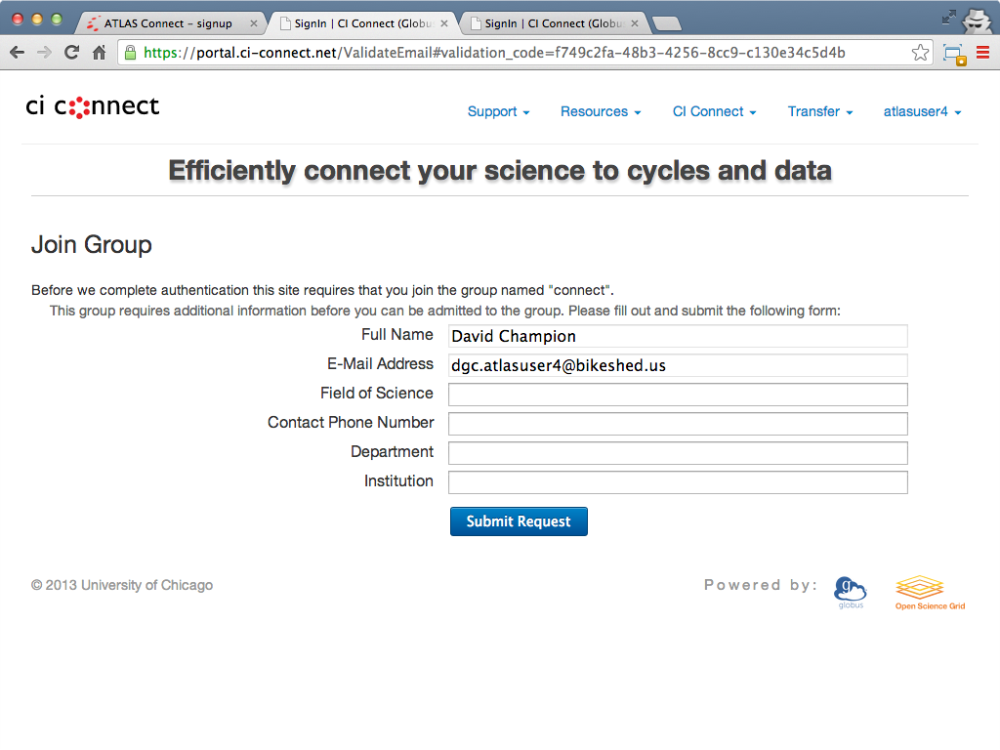 ATLAS Connect – signup
SignIn | CI Connect (Globu
SignIn | CI Connect (Globu
https://portal.ci-connect.net/ValidateEmail#validation_code=f749c2fa-48b3-4256-8cc9-c130e34c5d4b
ci connect
Support
Resources
CI Connect
Transfer
atlasuser4
Efficiently connect your science to cycles and data
Join Group
Before we complete authentication this site requires that you join the group named "connect".
This group requires additional information before you can be admitted to the group. Please fill out and submit the following form:
Full Name David Champion
E-Mail Address dgc.atlasuser4@bikeshed.us
Field of Science
Contact Phone Number
Department
Institution
Submit Request
© 2013 University of Chicago
Powered by:
g
globus
Open Science Grid